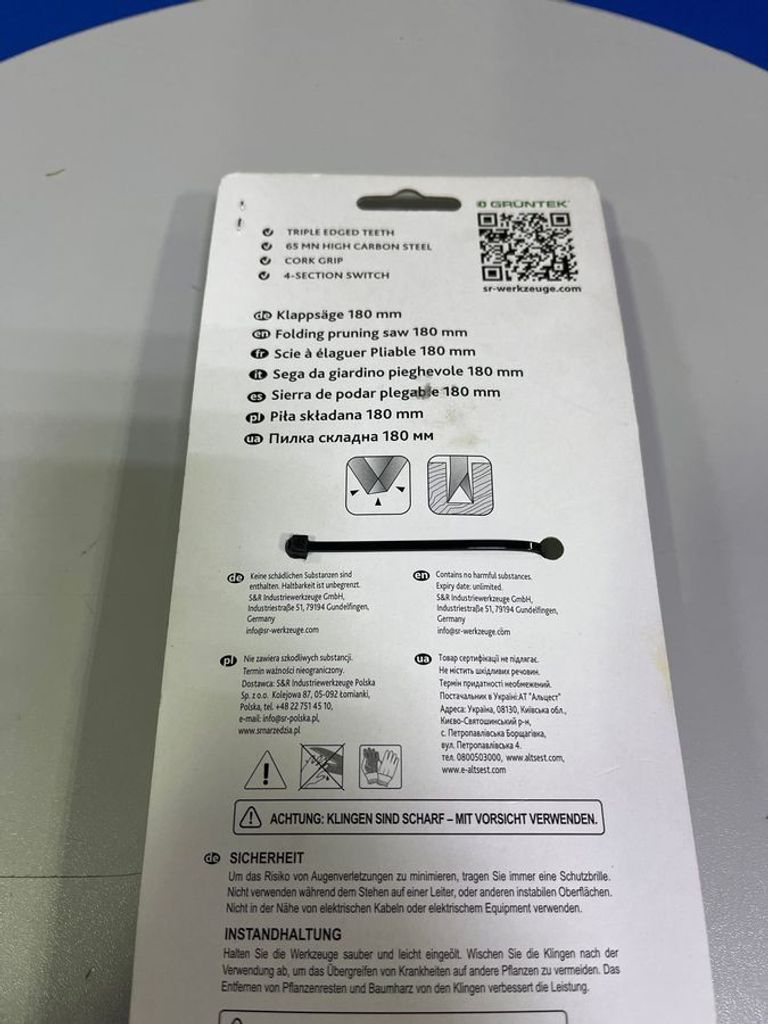 GRÜNTEK
TRIPLE EDGED TEETH
65 MN HIGH CARBON STEEL
CORK GRIP
4-SECTION SWITCH
sr-werkzeuge.com
de Klappsäge 180 mm
en Folding pruning saw 180 mm
fr Scie à élaguer Pliable 180 mm
it Sega da giardino pieghevole 180 mm
es Sierra de podar plegable 180 mm
pl Piła składana 180 mm
ua Пилка складна 180 мм
de Keine schädlichen Substanzen sind
enthalten. Haltbarkeit ist unbegrenzt.
S&R Industriewerkzeuge GmbH,
Industriestraße 51, 79194 Gundelfingen,
Germany
info@sr-werkzeuge.com
en Contains no harmful substances.
Expiry date: unlimited.
S&R Industriewerkzeuge GmbH,
Industriestraße 51, 79194 Gundelfingen,
Germany
info@sr-werkzeuge.com
pl Nie zawiera szkodliwych substancji.
Termin ważności nieograniczony.
Dostawca: S&R Industriewerkzeuge Polska
Sp. z o.o. Kolejowa 87, 05-092 Łomianki,
Polska, tel. +48 22 751 45 10,
e-mail: info@sr-polska.pl,
www.srnarzedzia.pl
ua Товар сертифікації не підлягає.
Не містить шкідливих речовин.
Термін придатності необмежений.
Постачальник в Україні:АТ "Альцест"
Адреса: Україна, 08130, Київська обл.,
Києво-Святошинський р-н,
с. Петропавлівська Борщагівка,
вул. Петропавлівська 4.
тел. 0800503000, www.altsest.com,
www.e-altsest.com
ACHTUNG: KLINGEN SIND SCHARF – MIT VORSICHT VERWENDEN.
de SICHERHEIT
Um das Risiko von Augenverletzungen zu minimieren, tragen Sie immer eine Schutzbrille.
Nicht verwenden während dem Stehen auf einer Leiter, oder anderen instabilen Oberflächen.
Nicht in der Nähe von elektrischen Kabeln oder elektrischem Equipment verwenden.
INSTANDHALTUNG
Halten Sie die Werkzeuge sauber und leicht eingeölt. Wischen Sie die Klingen nach der
Verwendung ab, um das Übergreifen von Krankheiten auf andere Pflanzen zu vermeiden. Das
Entfernen von Pflanzenresten und Baumharz von den Klingen verbessert die Leistung.